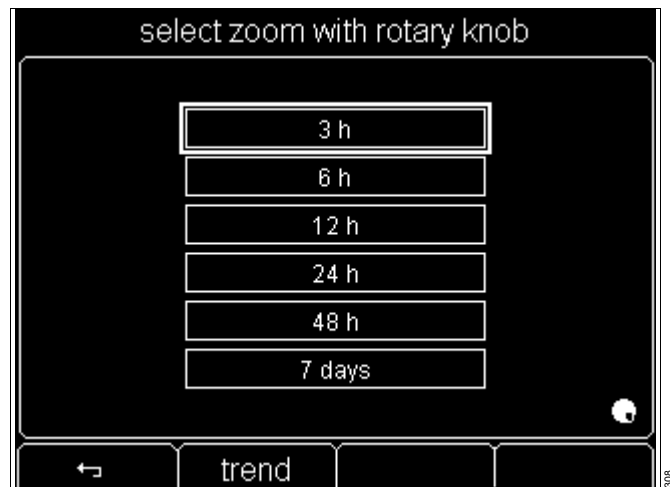 select zoom with rotary knob
3 h
6 h
12 h
24 h
48 h
7 days
trend